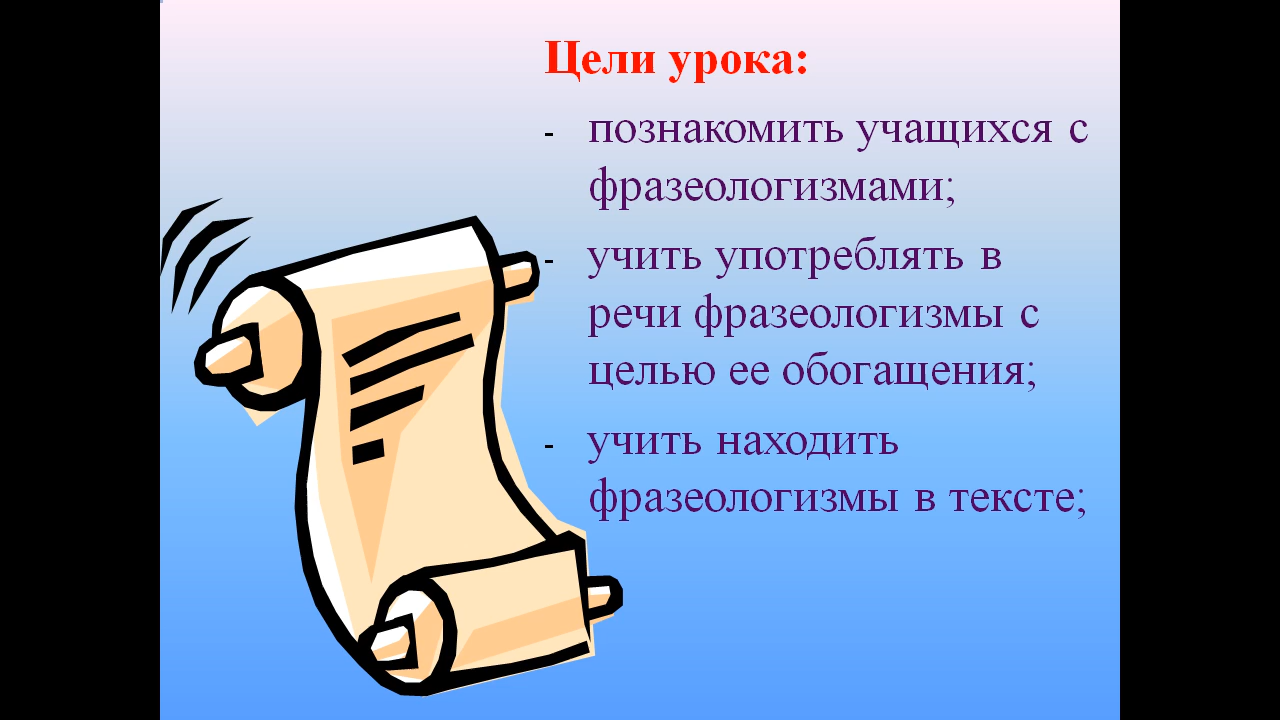 Цели урока:
- познакомить учащихся с
фразеологизмами;
- учить употреблять в
речи фразеологизмы с
целью ее обогащения;
- учить находить
фразеологизмы в тексте;